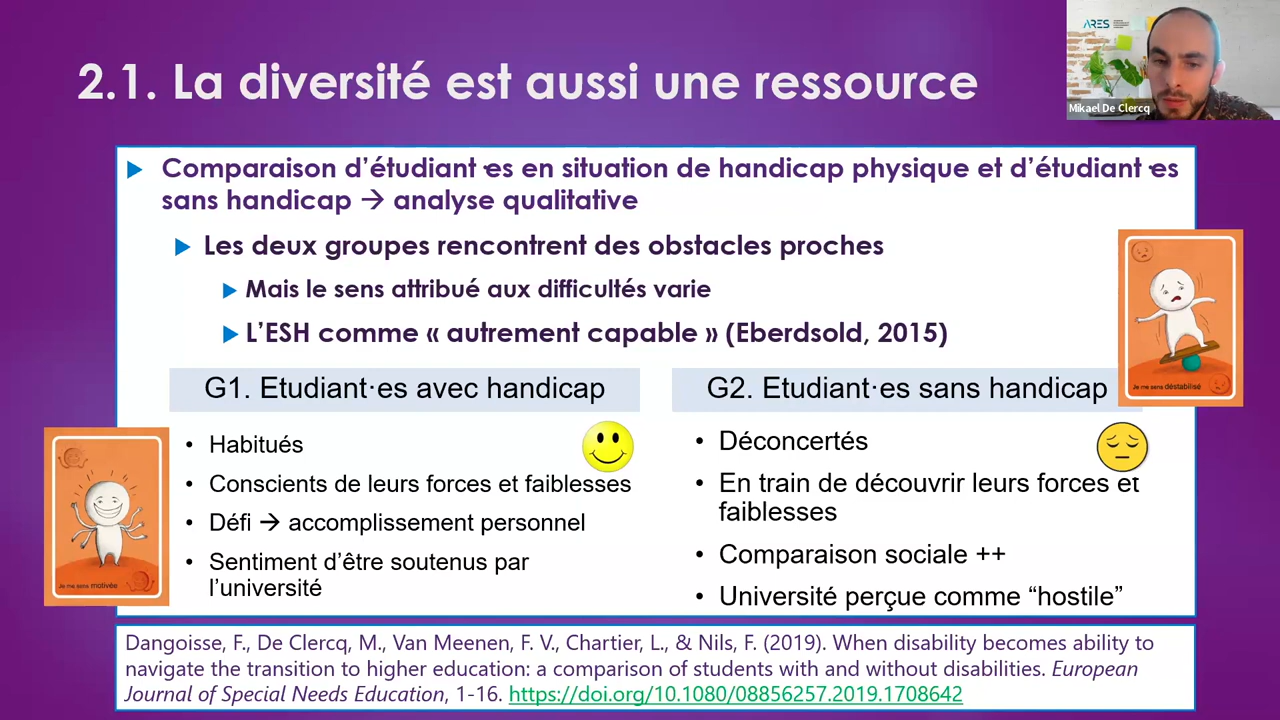 2.1. La diversité est aussi une ressource
ARES
Mikael De Clercq
Comparaison d'étudiant·es en situation de handicap physique et d'étudiant·es
sans handicap → analyse qualitative
Les deux groupes rencontrent des obstacles proches
Mais le sens attribué aux difficultés varie
L'ESH comme « autrement capable » (Eberdsold, 2015)
Je me sens déstabilisé
G1. Etudiant·es avec handicap
Habitués
Conscients de leurs forces et faiblesses
Défi → accomplissement personnel
Sentiment d'être soutenus par
l'université
Je me sens motivée
G2. Etudiant·es sans handicap
Déconcertés
En train de découvrir leurs forces et
faiblesses
Comparaison sociale ++
Université perçue comme “hostile”
Dangoisse, F., De Clercq, M., Van Meenen, F. V., Chartier, L., & Nils, F. (2019). When disability becomes ability to
navigate the transition to higher education: a comparison of students with and without disabilities. European
Journal of Special Needs Education, 1-16. https://doi.org/10.1080/08856257.2019.1708642